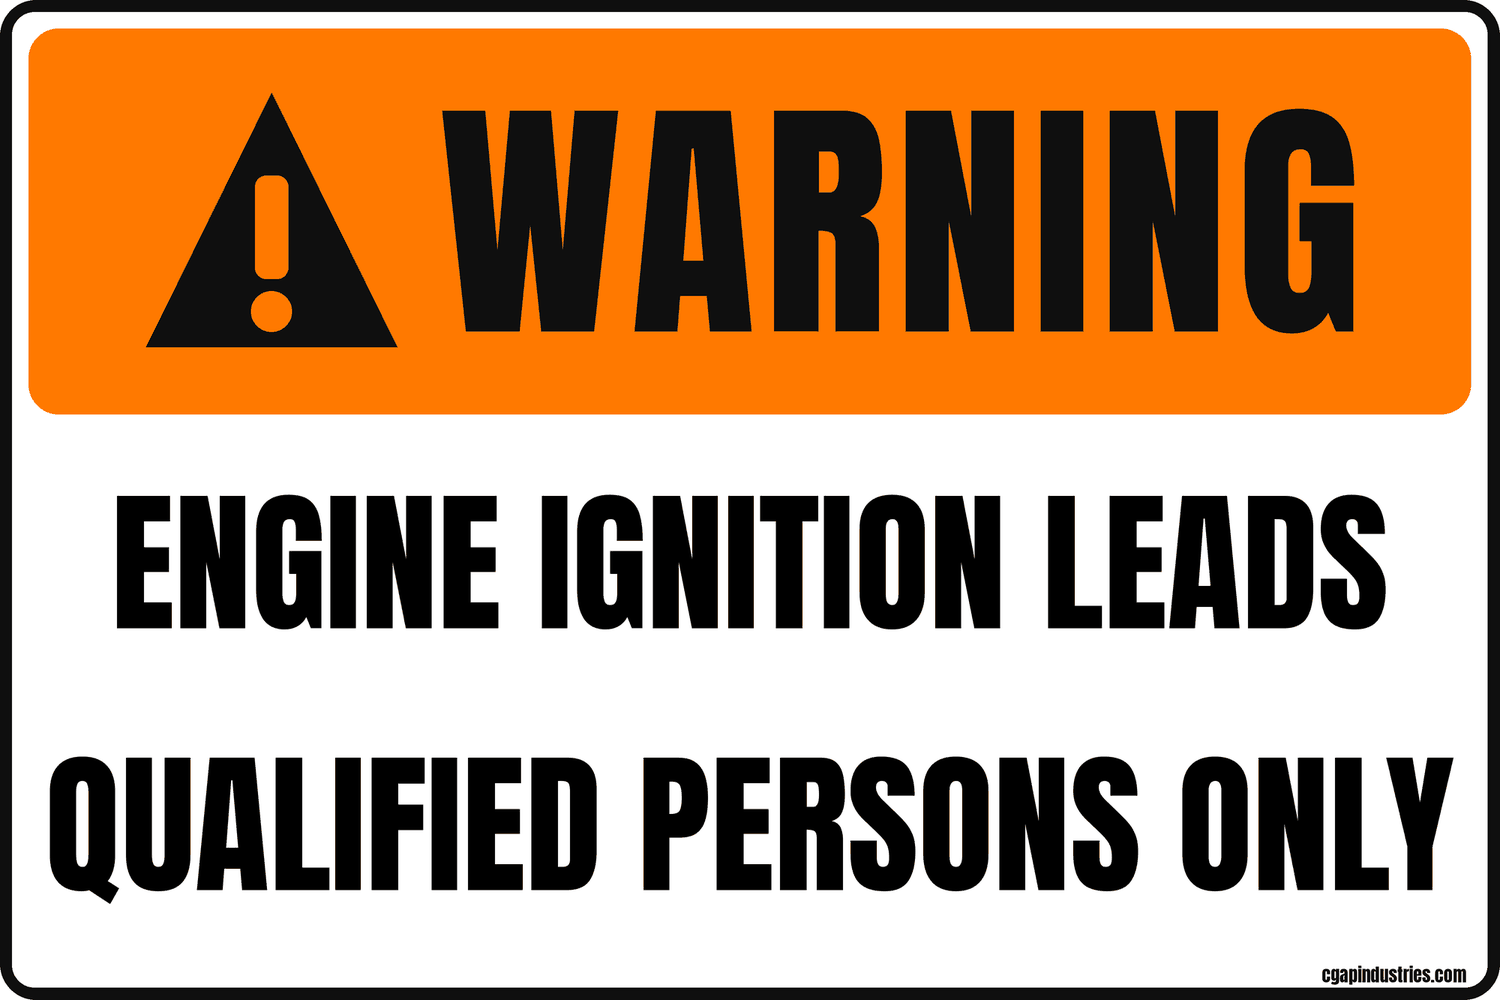 WARNING
ENGINE IGNITION LEADS
QUALIFIED PERSONS ONLY
cgapindustries.com